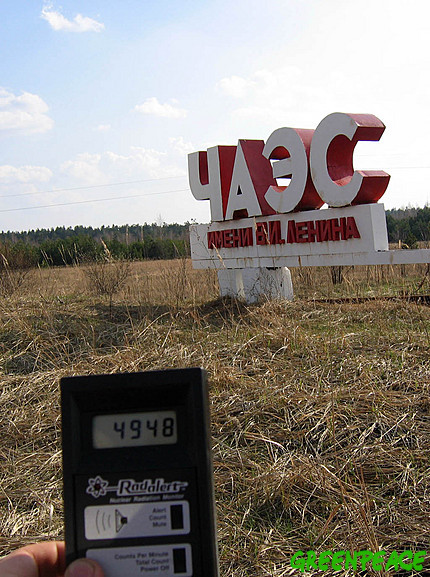 ЧАЭС
ИМЕНИ В.И. ЛЕНИНА
4948
Radalert
Nuclear Radiation Monitor
Alert
Count
Mute
Counts Per Minute
Total Count
Power Off
GREENPEACE